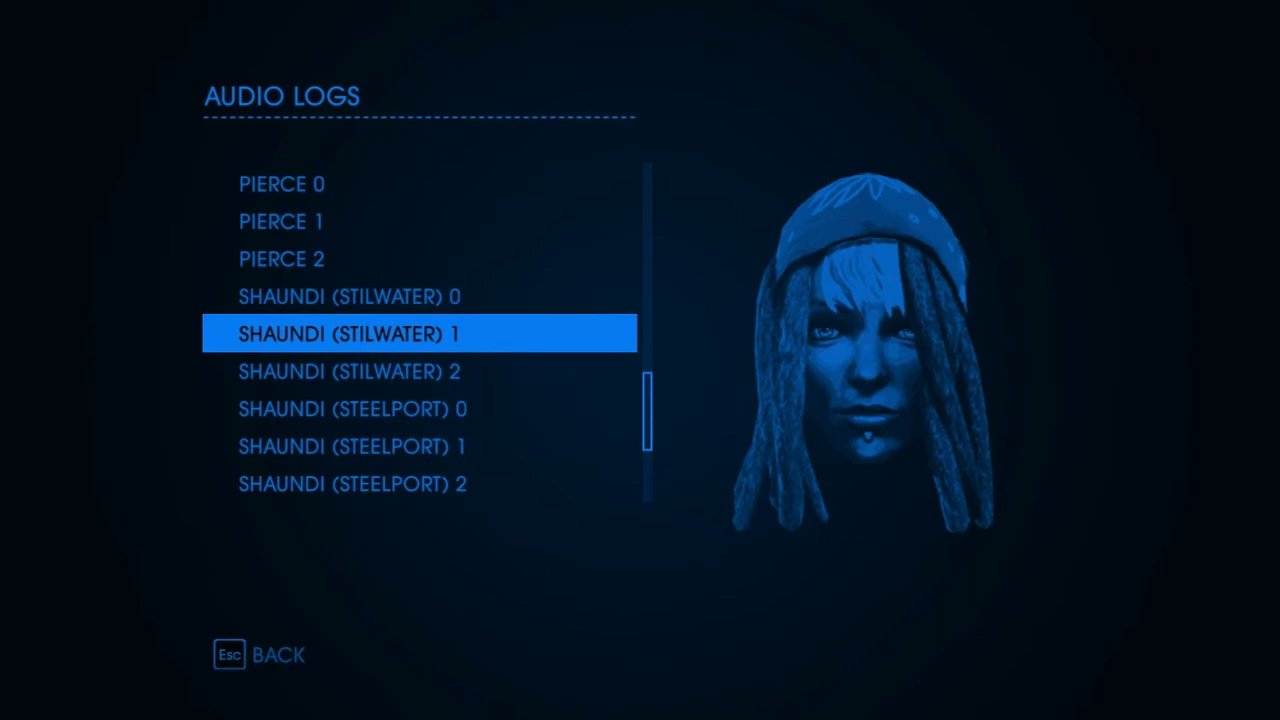 AUDIO LOGS
PIERCE 0
PIERCE 1
PIERCE 2
SHAUNDI (STILWATER) 0
SHAUNDI (STILWATER) 1
SHAUNDI (STILWATER) 2
SHAUNDI (STEELPORT) 0
SHAUNDI (STEELPORT) 1
SHAUNDI (STEELPORT) 2
Esc BACK